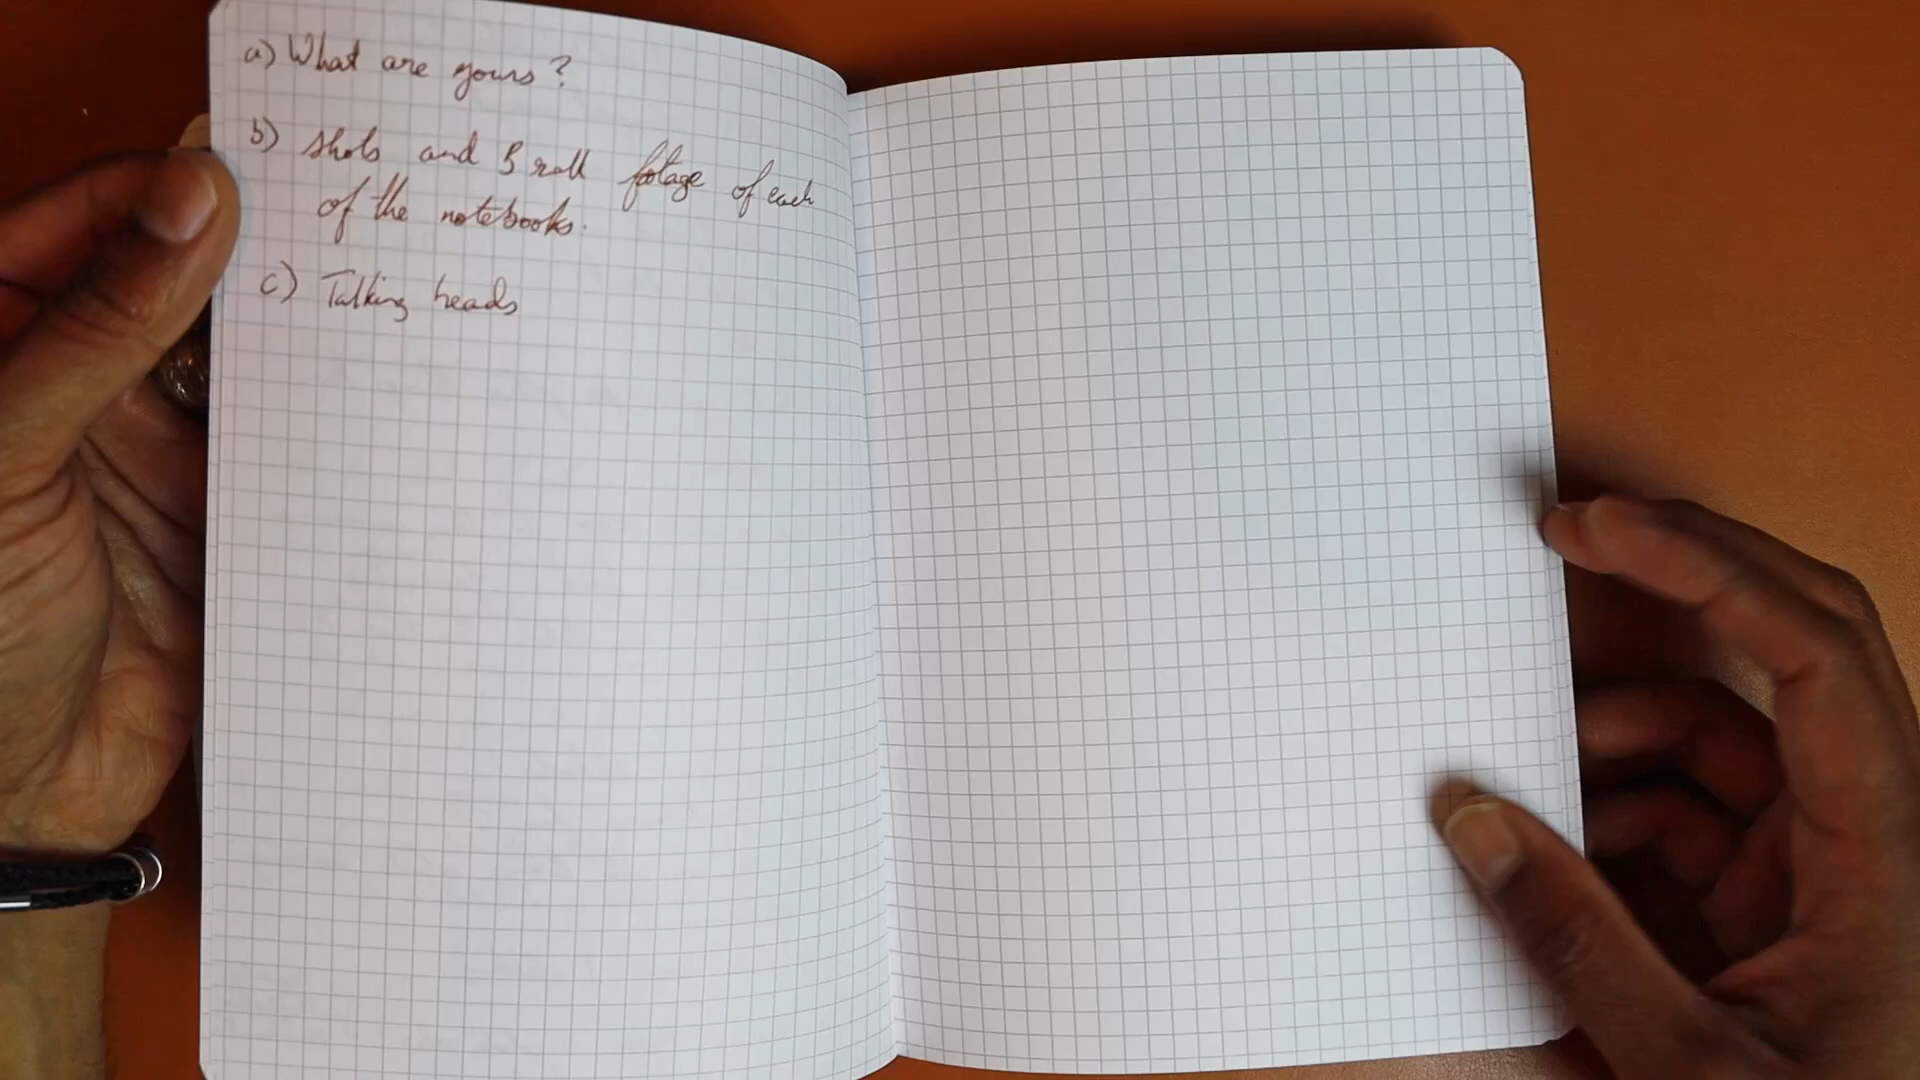 a) What are yours ?
b) shots and B roll footage of each
of the notebooks.
c) Talking heads